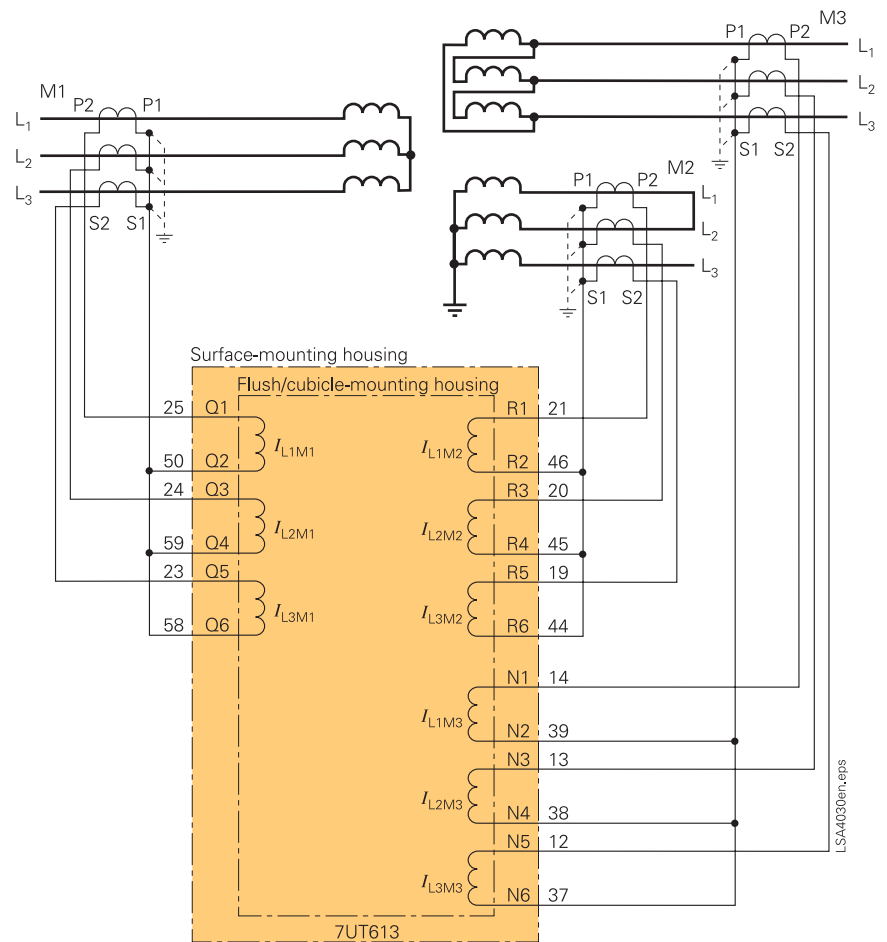 M3
P1 P2
L1
L2
L3
S1 S2
M1
P2 P1
L1
L2
L3
S2 S1
M2
P1 P2
L1
L2
L3
S1 S2
Surface-mounting housing
Flush/cubicle-mounting housing
25 Q1
IL1M1
50 Q2
24 Q3
IL2M1
59 Q4
23 Q5
IL3M1
58 Q6
R1 21
IL1M2
R2 46
R3 20
IL2M2
R4 45
R5 19
IL3M2
R6 44
N1 14
IL1M3
N2 39
N3 13
IL2M3
N4 38
N5 12
IL3M3
N6 37
7UT613
LSA4030en.eps